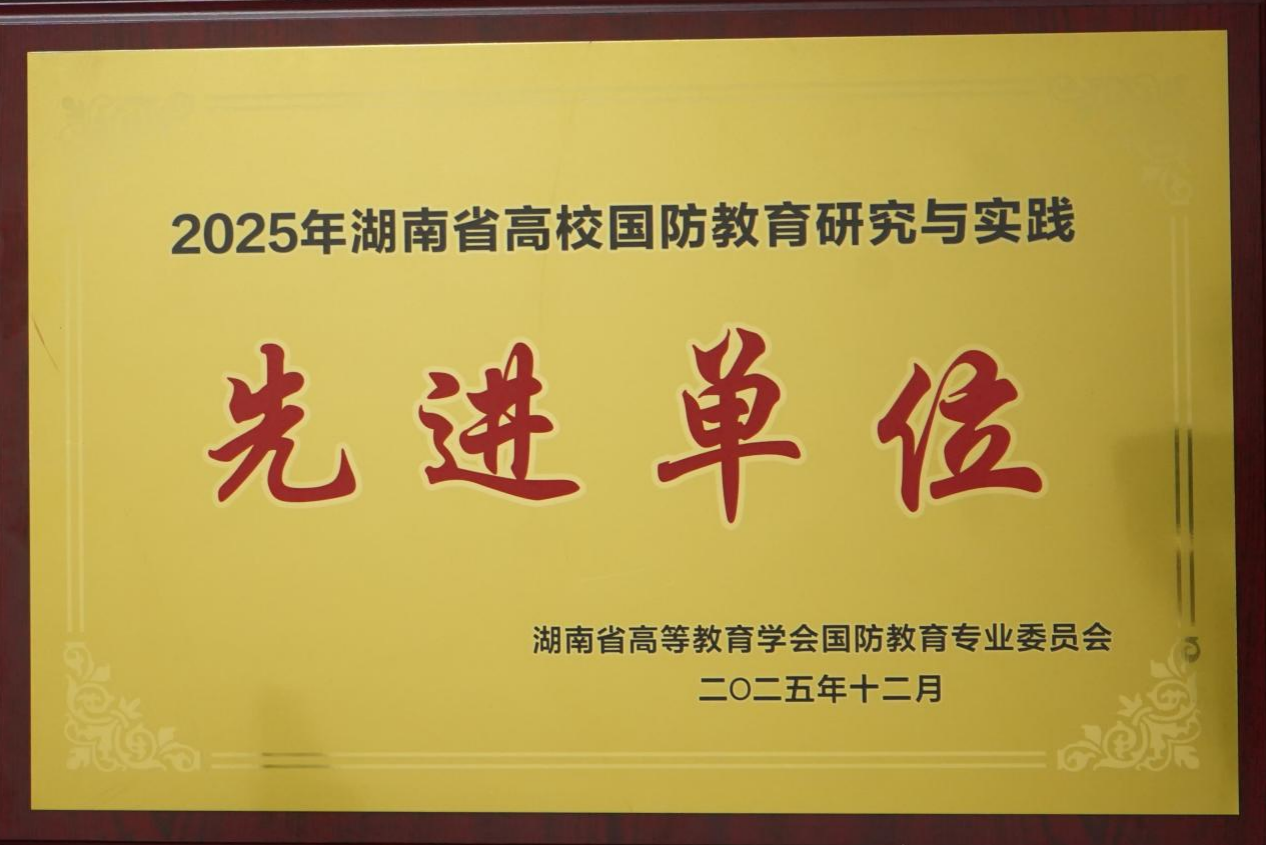 2025年湖南省高校国防教育研究与实践
先进单位
湖南省高等教育学会国防教育专业委员会
二〇二五年十二月